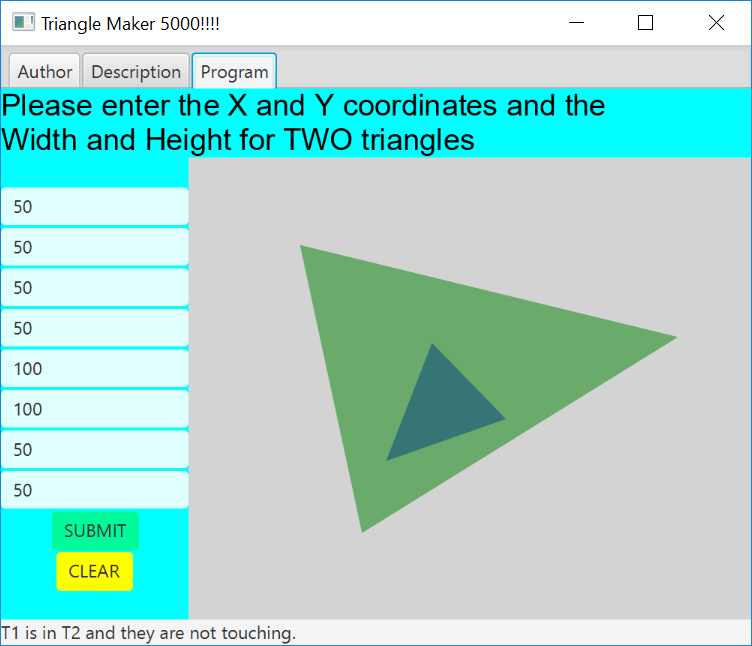 Triangle Maker 5000!!!!
Author Description Program
Please enter the X and Y coordinates and the
Width and Height for TWO triangles
50
50
50
50
100
100
50
50
SUBMIT
CLEAR
T1 is in T2 and they are not touching.